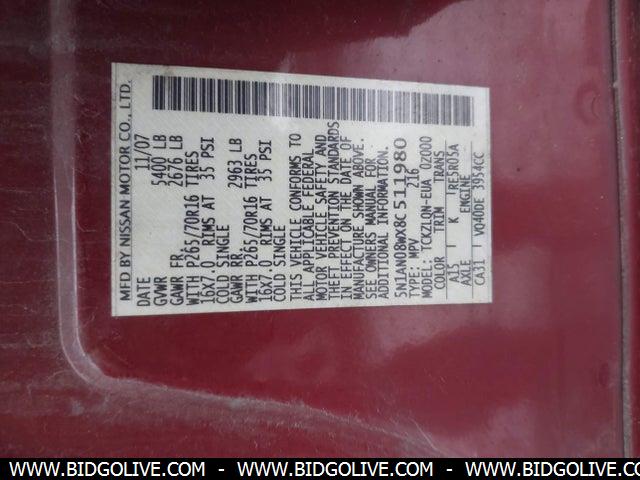 MFD BY NISSAN MOTOR CO., LTD.
DATE 11/07
GVWR 5400 LB
GAWR FR 2676 LB
WITH P265/70R16 TIRES
16X7.0 RIMS AT 35 PSI
COLD SINGLE
GAWR RR 2963 LB
WITH P265/70R16 TIRES
16X7.0 RIMS AT 35 PSI
COLD SINGLE
THIS VEHICLE CONFORMS TO
ALL APPLICABLE FEDERAL
MOTOR VEHICLE SAFETY AND
THEFT PREVENTION STANDARDS
IN EFFECT ON THE DATE OF
MANUFACTURE SHOWN ABOVE.
SEE OWNERS MANUAL FOR
ADDITIONAL INFORMATION.
5N1AN08WX8C511980
TYPE: MPV 216
MODEL: TCKZLQN-EUA 02000
COLOR TRIM TRANS
A15 K RE5R05A
AXLE ENGINE
CA31 VQ40DE 3954CC
WWW.BIDGOLIVE.COM - WWW.BIDGOLIVE.COM - WWW.BIDGOLIVE.COM